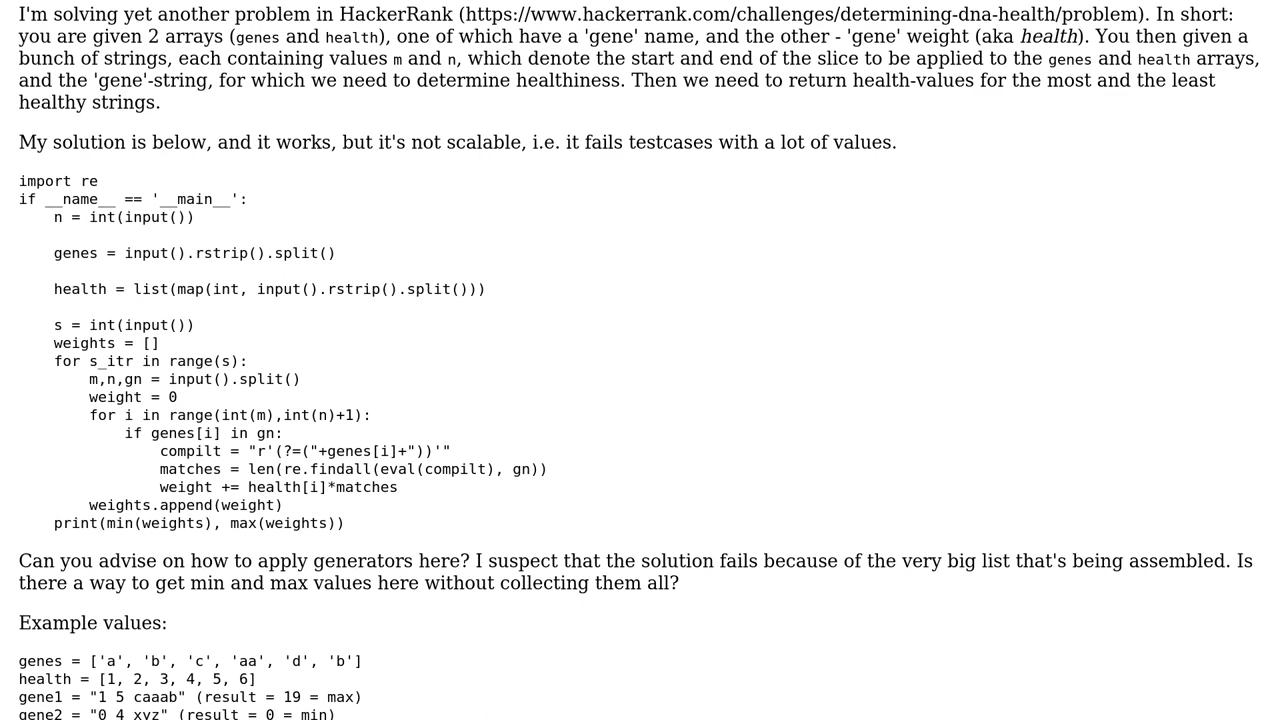 I'm solving yet another problem in HackerRank (https://www.hackerrank.com/challenges/determining-dna-health/problem). In short:
you are given 2 arrays (genes and health), one of which have a 'gene' name, and the other - 'gene' weight (aka health). You then given a
bunch of strings, each containing values m and n, which denote the start and end of the slice to be applied to the genes and health arrays,
and the 'gene'-string, for which we need to determine healthiness. Then we need to return health-values for the most and the least
healthy strings.
My solution is below, and it works, but it's not scalable, i.e. it fails testcases with a lot of values.
import re
if __name__ == '__main__':
    n = int(input())
    genes = input().rstrip().split()
    health = list(map(int, input().rstrip().split()))
    s = int(input())
    weights = []
    for s_itr in range(s):
        m,n,gn = input().split()
        weight = 0
        for i in range(int(m),int(n)+1):
            if genes[i] in gn:
                compilt = "r'(?=("+genes[i]+"))'"
                matches = len(re.findall(eval(compilt), gn))
                weight += health[i]*matches
        weights.append(weight)
    print(min(weights), max(weights))
Can you advise on how to apply generators here? I suspect that the solution fails because of the very big list that's being assembled. Is
there a way to get min and max values here without collecting them all?
Example values:
genes = ['a', 'b', 'c', 'aa', 'd', 'b']
health = [1, 2, 3, 4, 5, 6]
gene1 = "1 5 caaab" (result = 19 = max)
gene2 = "0 4 xyz" (result = 0 = min)